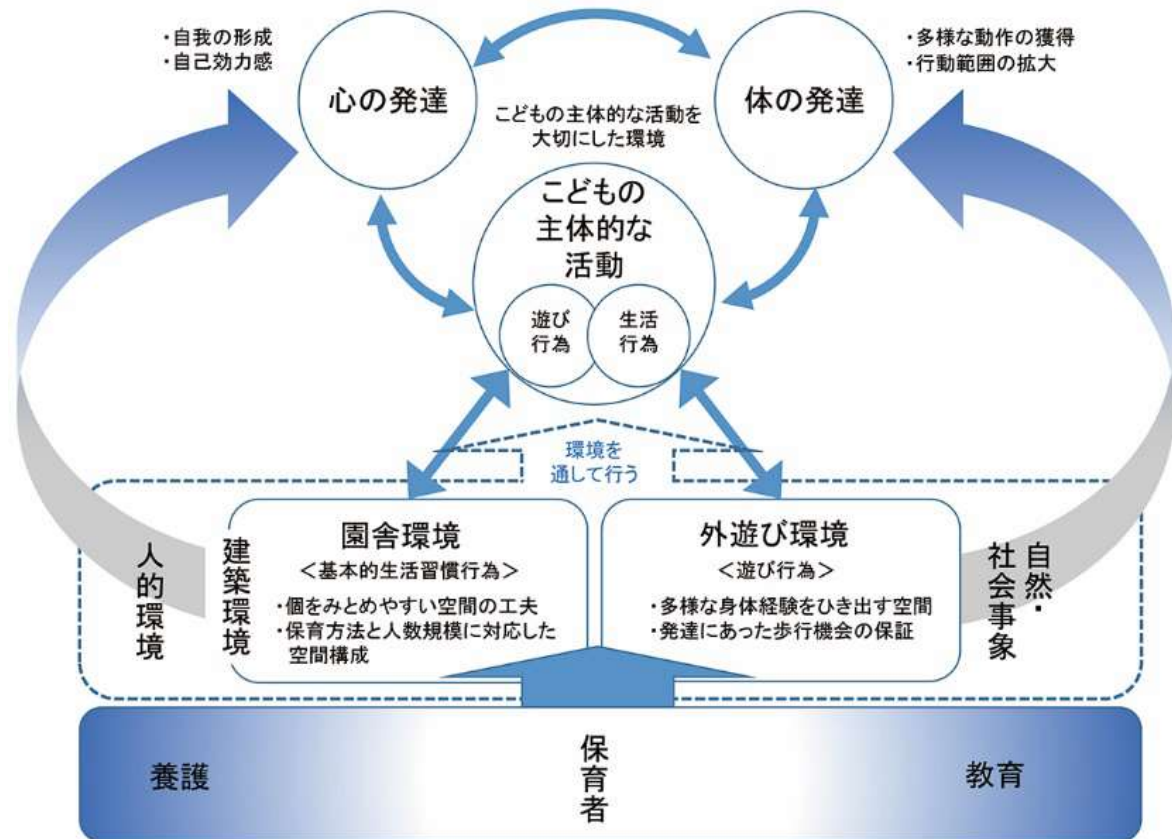 ・自我の形成
・自己効力感
心の発達
体の発達
・多様な動作の獲得
・行動範囲の拡大
こどもの主体的な活動を
大切にした環境
こどもの
主体的な
活動
遊び
行為
生活
行為
環境を
通して行う
人的環境
建築環境
園舎環境
＜基本的生活習慣行為＞
・個をみとめやすい空間の工夫
・保育方法と人数規模に対応した
空間構成
外遊び環境
＜遊び行為＞
・多様な身体経験をひき出す空間
・発達にあった歩行機会の保証
自然・
社会事象
養護
保育者
教育